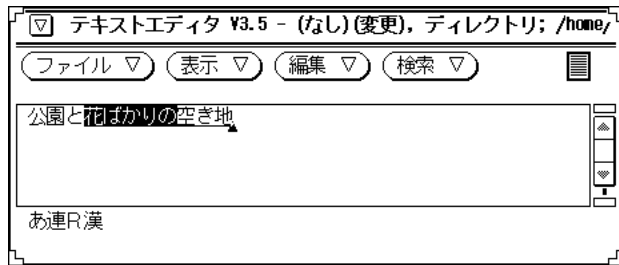 テキストエディタ V3.5 - (なし)(変更), ディレクトリ; /home/
ファイル ▽ 表示 ▽ 編集 ▽ 検索 ▽
公園と花ばかりの空き地
あ連R漢